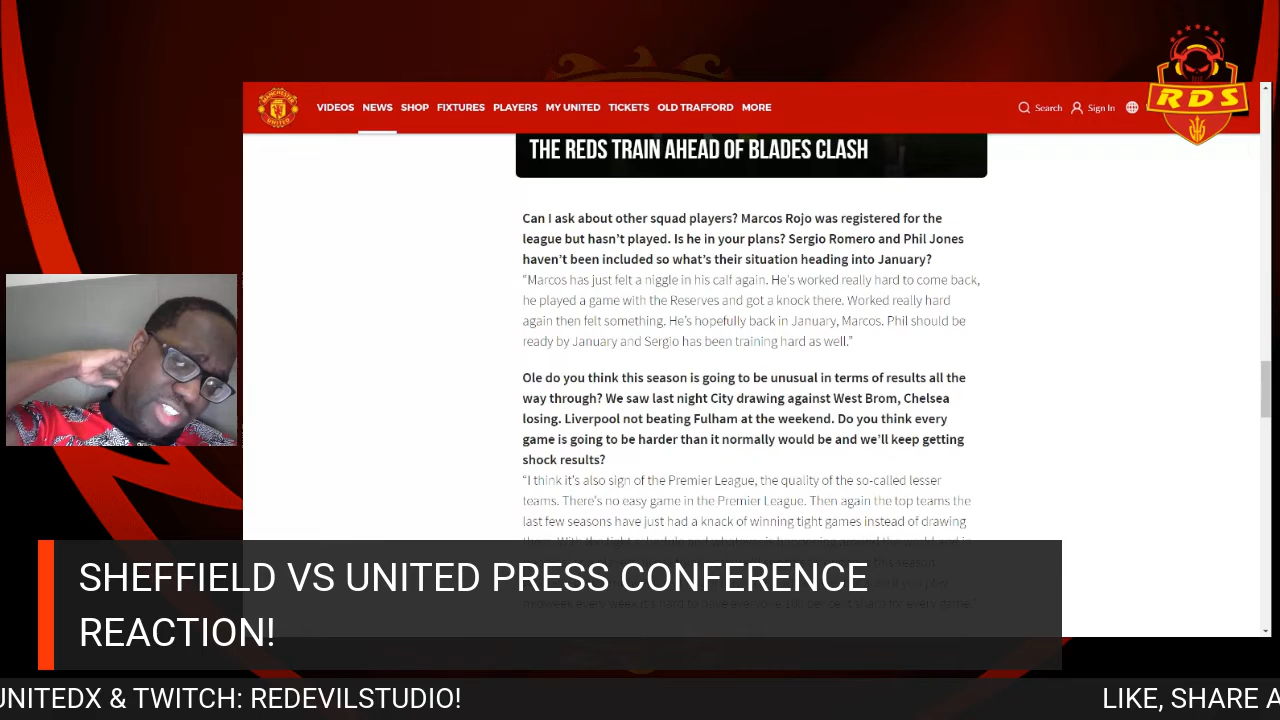 VIDEOS NEWS SHOP FIXTURES PLAYERS MY UNITED TICKETS OLD TRAFFORD MORE
Search Sign In
RDS
THE REDS TRAIN AHEAD OF BLADES CLASH
Can I ask about other squad players? Marcos Rojo was registered for the
league but hasn't played. Is he in your plans? Sergio Romero and Phil Jones
haven't been included so what's their situation heading into January?
"Marcos has just felt a niggle in his calf again. He's worked really hard to come back,
he played a game with the Reserves and got a knock there. Worked really hard
again then felt something. He's hopefully back in January, Marcos. Phil should be
ready by January and Sergio has been training hard as well."
Ole do you think this season is going to be unusual in terms of results all the
way through? We saw last night City drawing against West Brom, Chelsea
losing. Liverpool not beating Fulham at the weekend. Do you think every
game is going to be harder than it normally would be and we'll keep getting
shock results?
"I think it's also sign of the Premier League, the quality of the so-called lesser
teams. There's no easy game in the Premier League. Then again the top teams the
last few seasons have just had a knack of winning tight games instead of drawing
SHEFFIELD VS UNITED PRESS CONFERENCE
REACTION!
UNITEDX & TWITCH: REDEVILSTUDIO! LIKE, SHARE A